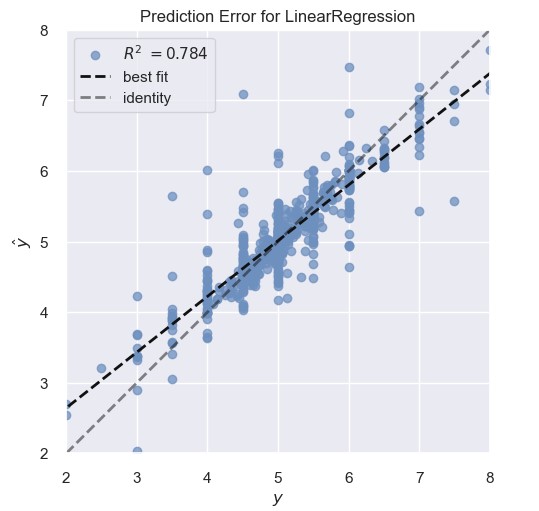 Prediction Error for LinearRegression
R² = 0.784
best fit
identity
8
7
6
5
4
3
2
ŷ
2 3 4 5 6 7 8
y